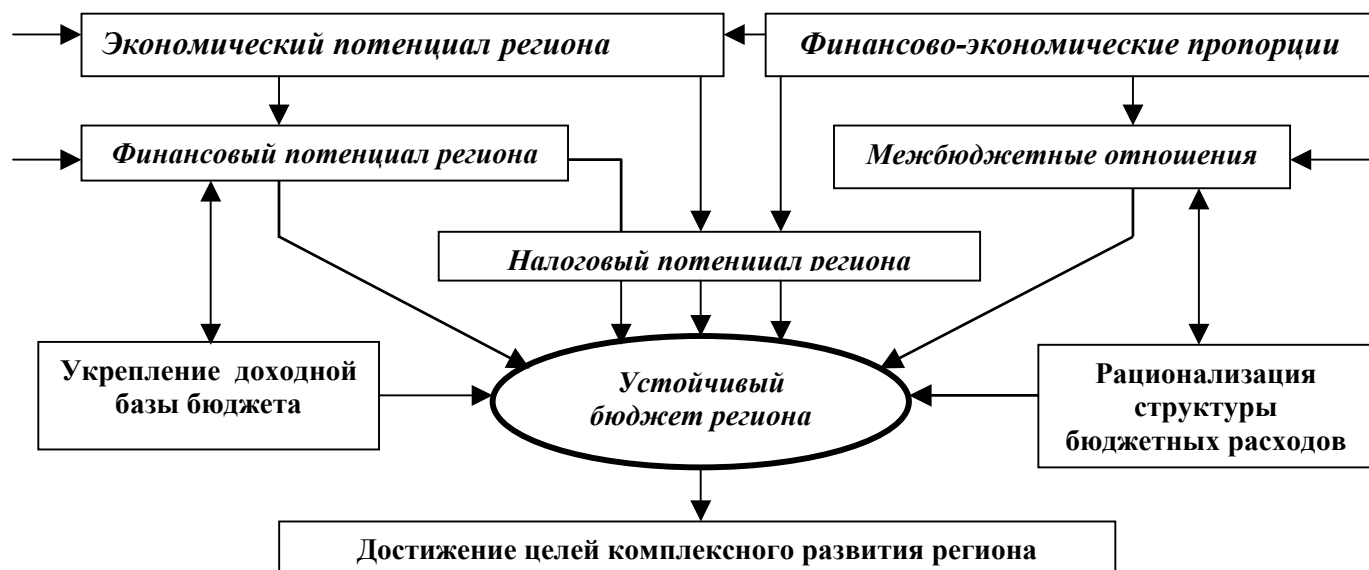 Экономический потенциал региона
Финансово-экономические пропорции
Финансовый потенциал региона
Межбюджетные отношения
Налоговый потенциал региона
Укрепление доходной
базы бюджета
Устойчивый
бюджет региона
Рационализация
структуры
бюджетных расходов
Достижение целей комплексного развития региона